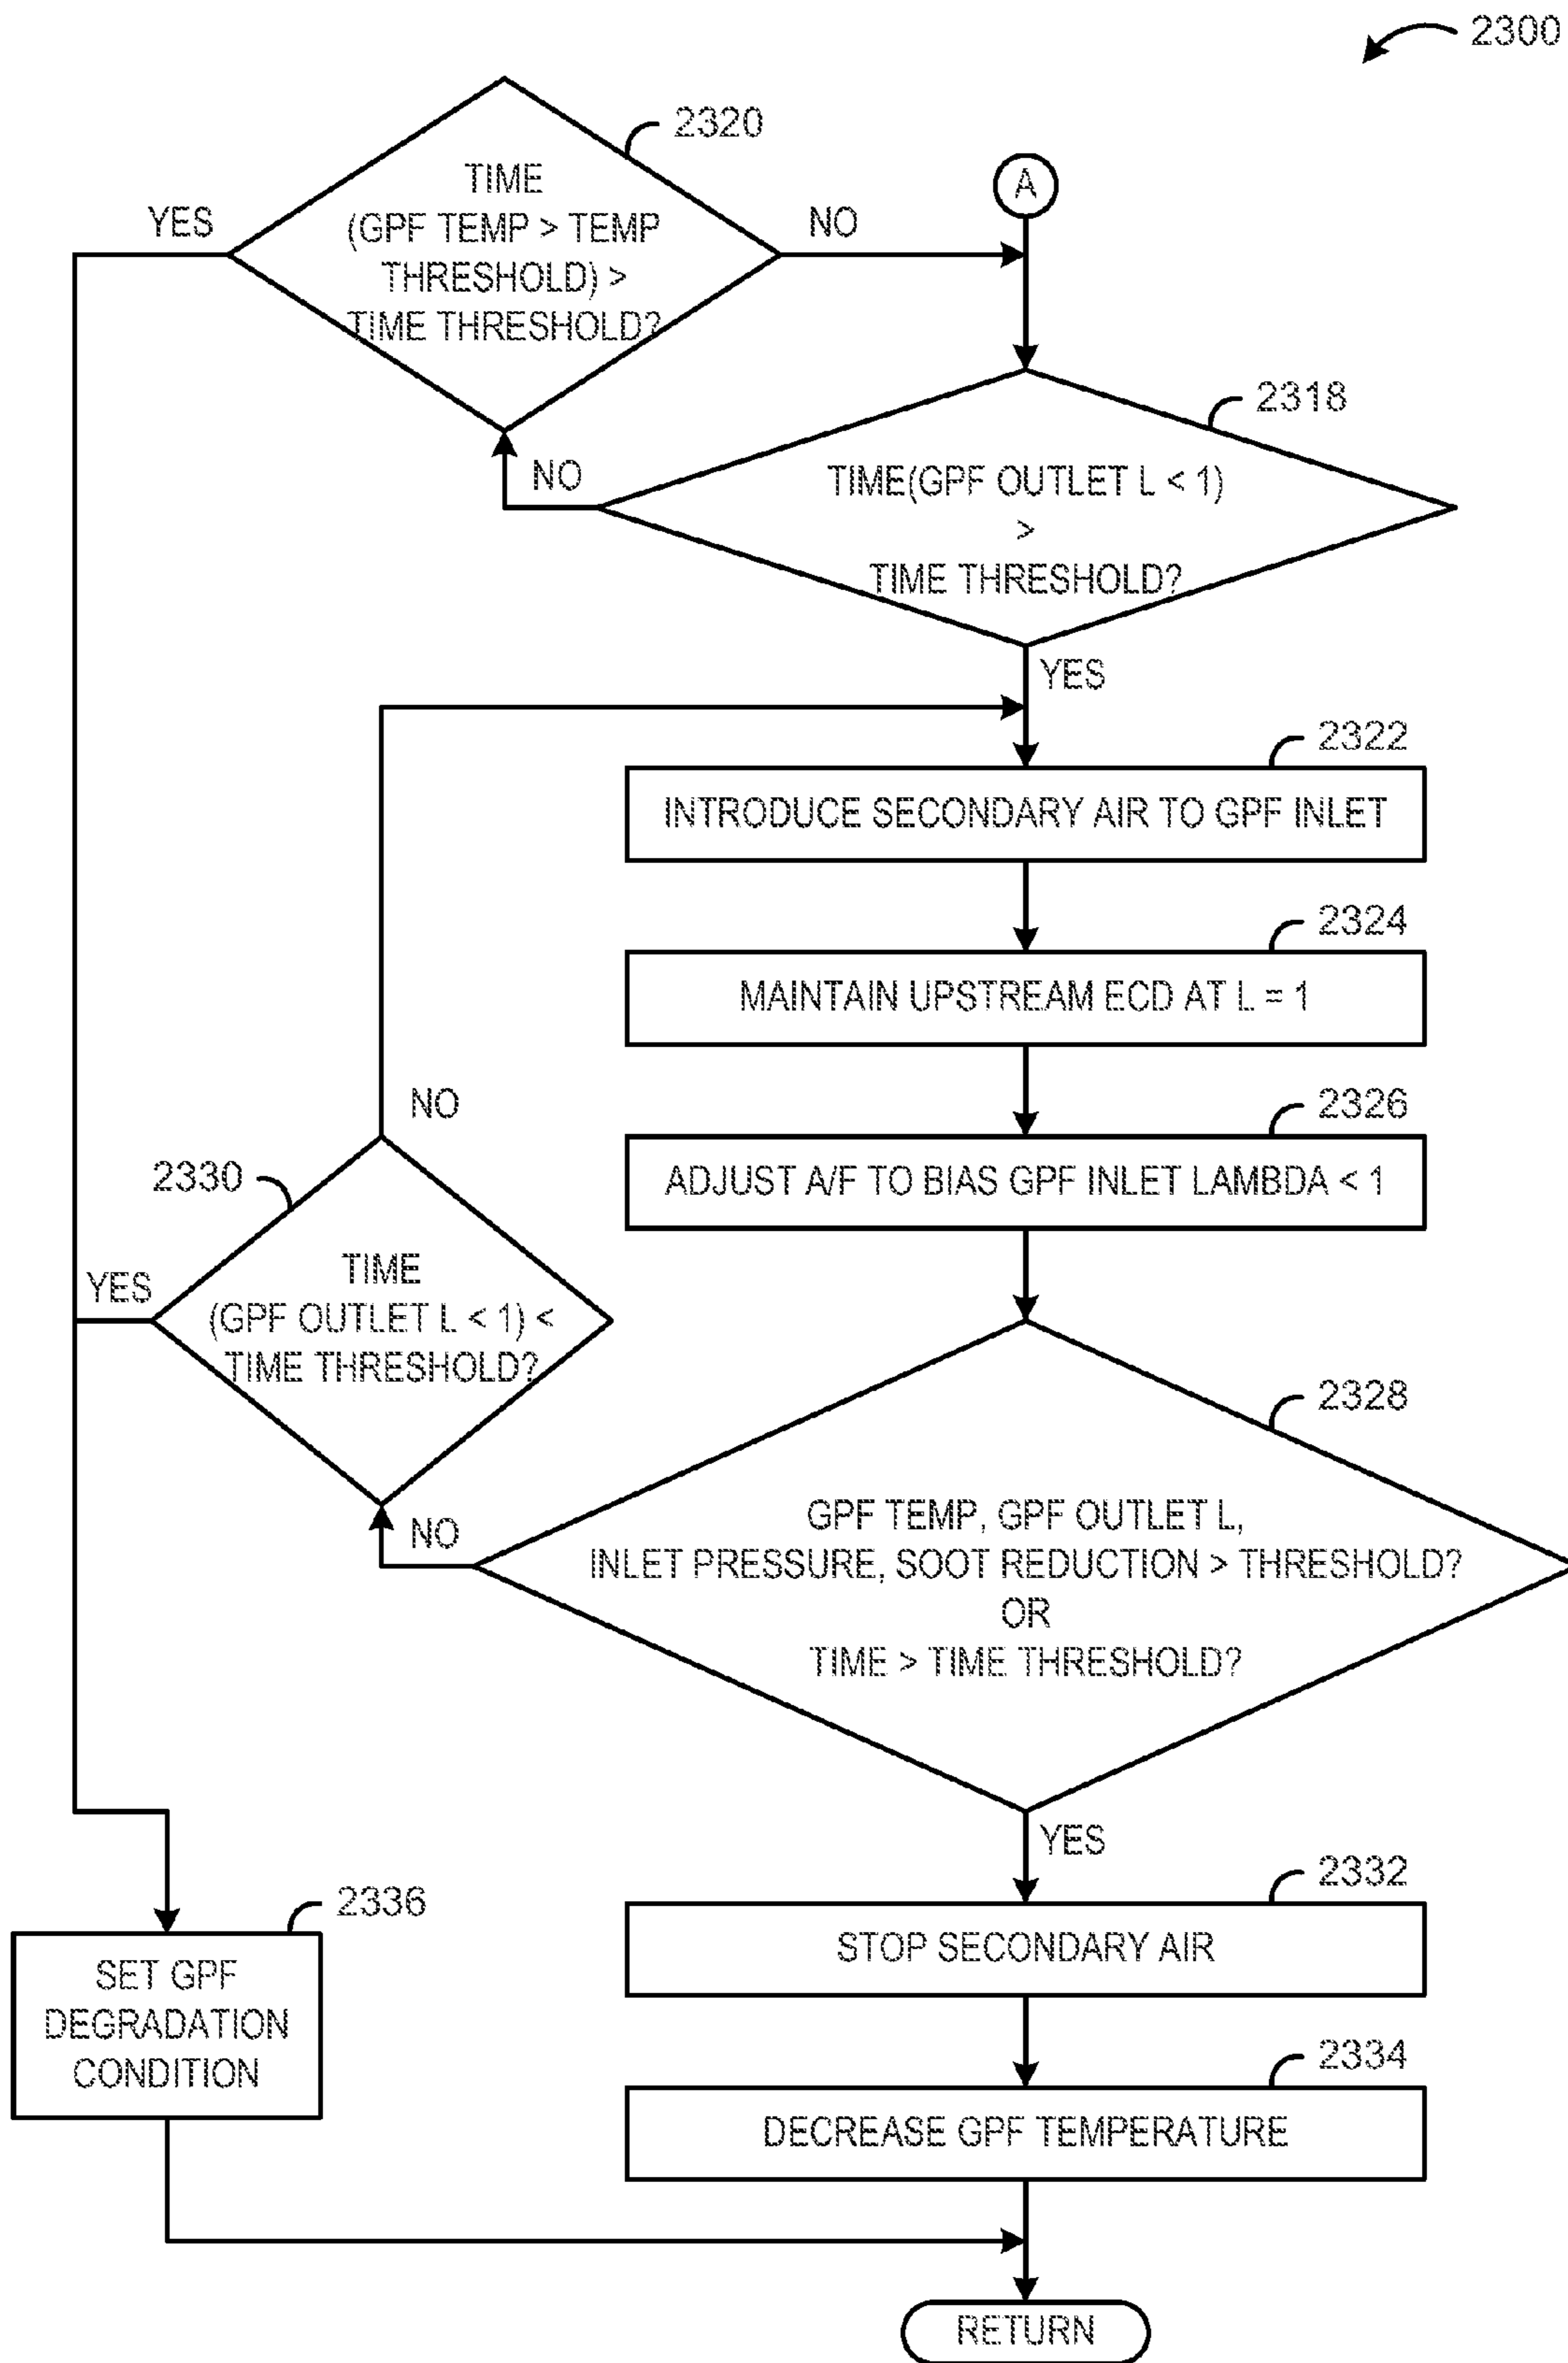 2300
2320
TIME
(GPF TEMP > TEMP
THRESHOLD) >
TIME THRESHOLD?
YES
NO
A
2318
TIME(GPF OUTLET L < 1)
>
TIME THRESHOLD?
NO
YES
2322
INTRODUCE SECONDARY AIR TO GPF INLET
2324
MAINTAIN UPSTREAM ECD AT L = 1
2326
ADJUST A/F TO BIAS GPF INLET LAMBDA < 1
NO
2330
TIME
(GPF OUTLET L < 1) <
TIME THRESHOLD?
YES
2328
GPF TEMP, GPF OUTLET L,
INLET PRESSURE, SOOT REDUCTION > THRESHOLD?
OR
TIME > TIME THRESHOLD?
NO
YES
2332
STOP SECONDARY AIR
2336
SET GPF
DEGRADATION
CONDITION
2334
DECREASE GPF TEMPERATURE
RETURN